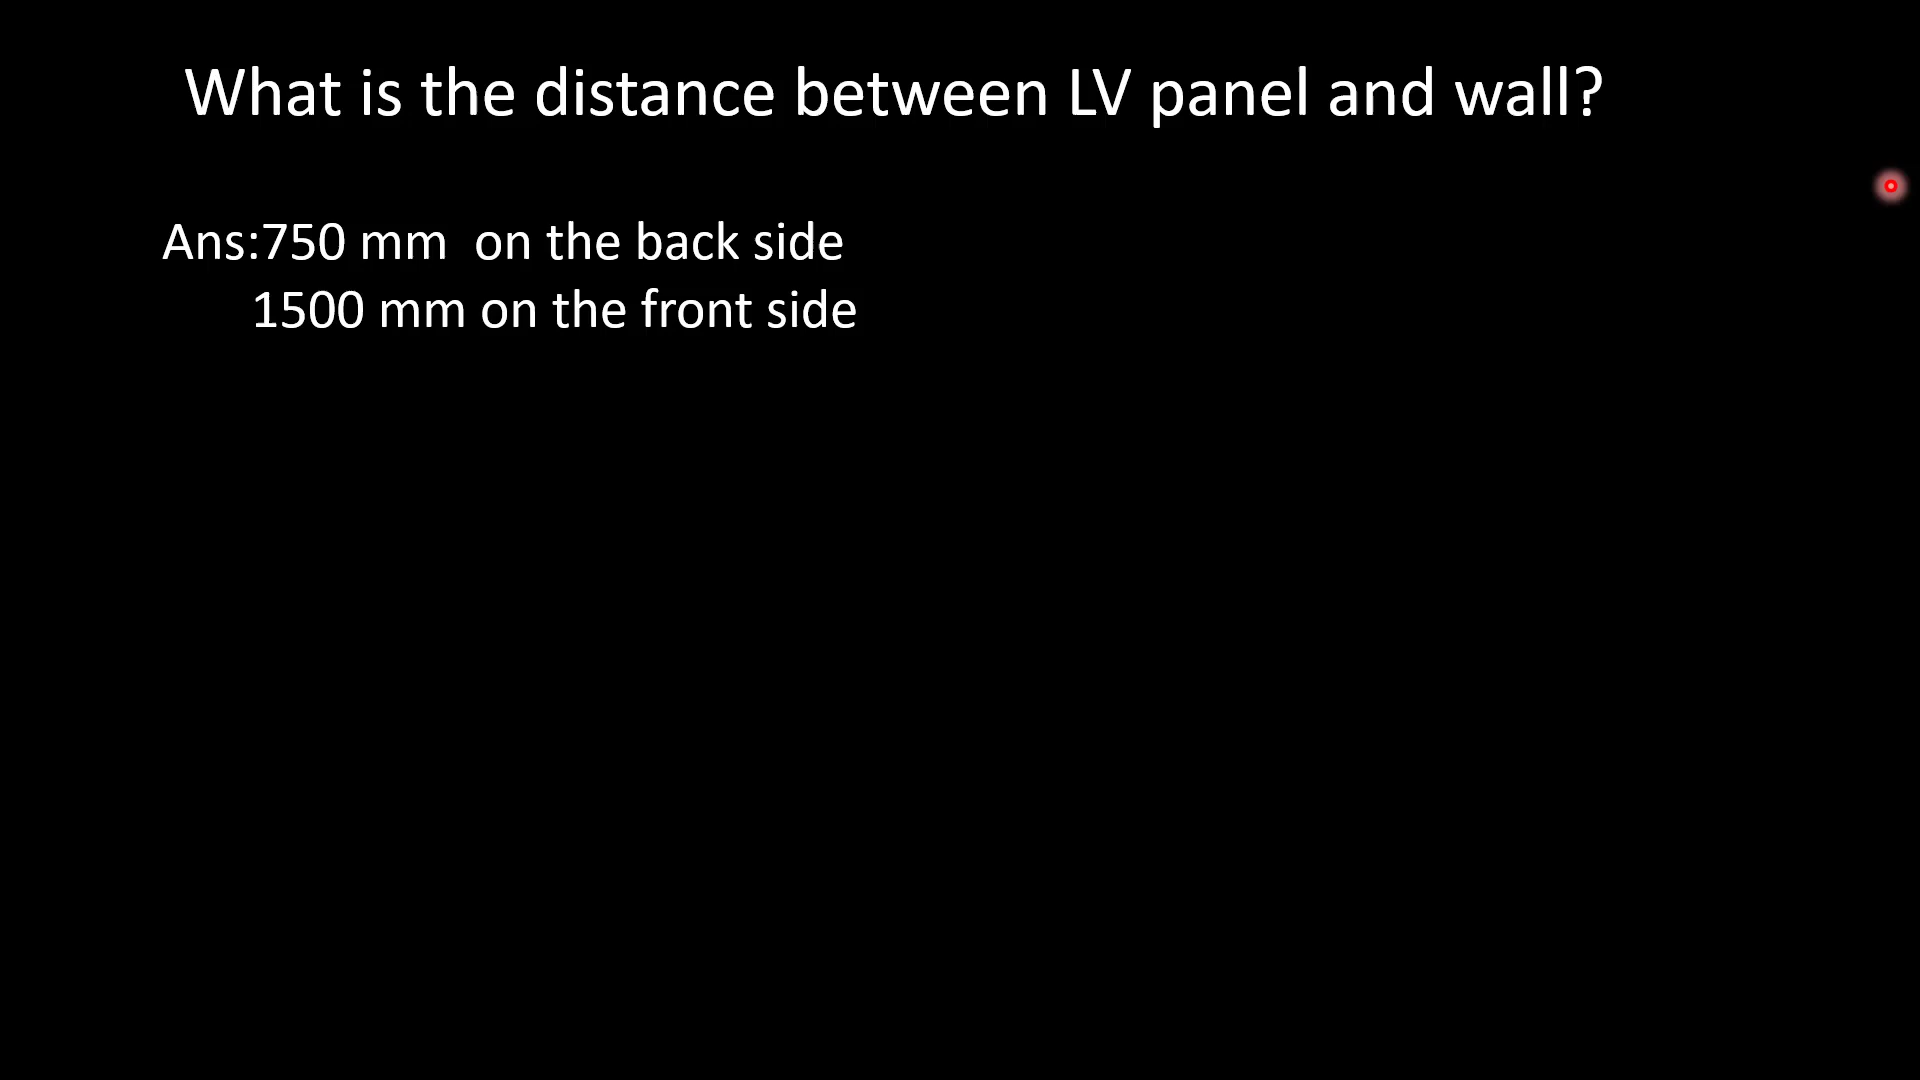 What is the distance between LV panel and wall?
Ans:750 mm  on the back side
1500 mm on the front side